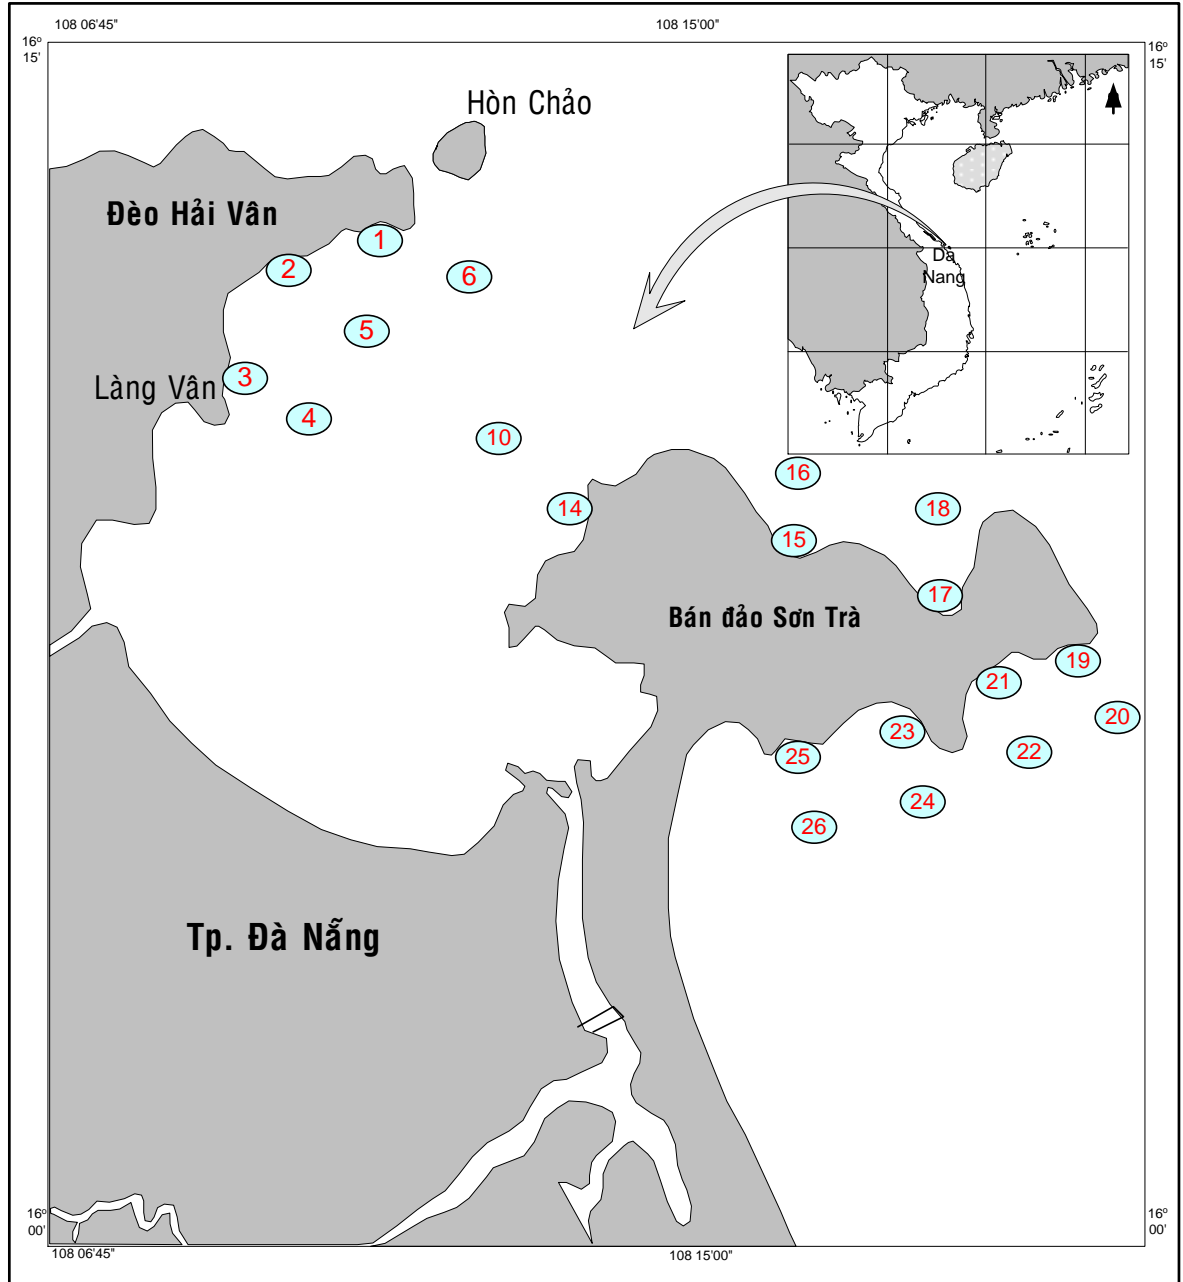 108 06'45"
108 15'00"
16º
15'
16º
15'
Hòn Chảo
Đèo Hải Vân
1
2
6
Da
Nang
5
3
Làng Vân
4
10
16
14
18
15
17
Bán đảo Sơn Trà
19
21
20
23
22
25
24
26
Tp. Đà Nẵng
16º
00'
16º
00'
108 06'45"
108 15'00"